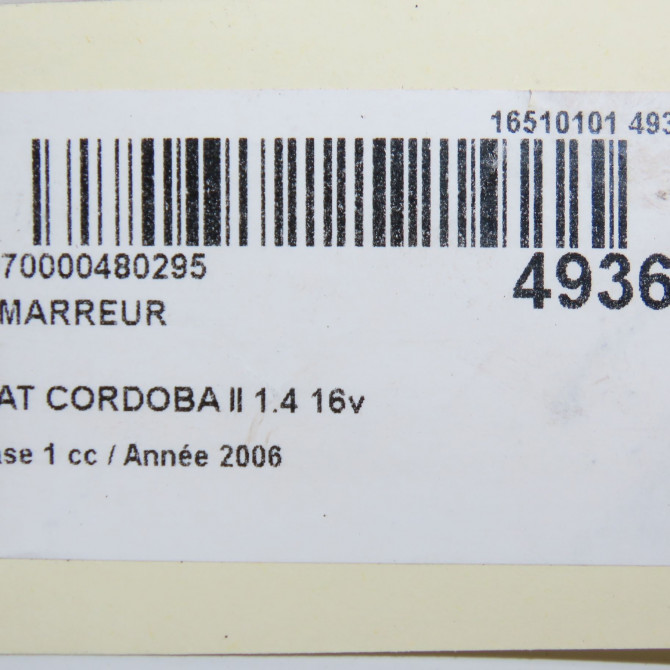 16510101 493
70000480295
4936
MARREUR
AT CORDOBA II 1.4 16v
se 1 cc / Année 2006